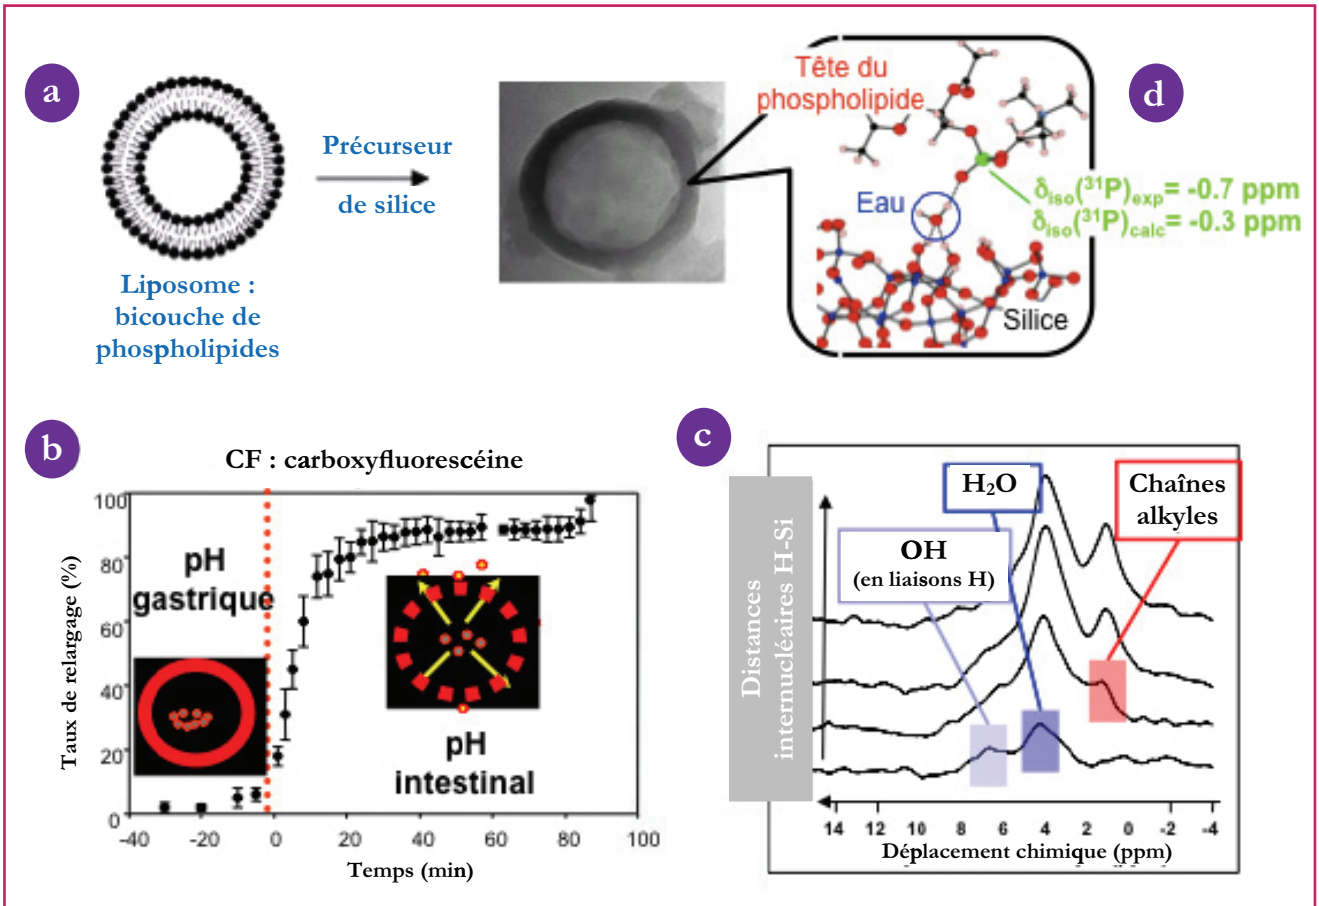 a
Précurseur
de silice
Liposome :
bicouche de
phospholipides
Tête du
phospholipide
d
Eau
δiso(³¹P)exp= -0.7 ppm
δiso(³¹P)calc= -0.3 ppm
Silice
b
CF : carboxyfluorescéine
Taux de relargage (%)
100
80
60
40
20
0
pH
gastrique
pH
intestinal
-40
-20
0
20
40
60
80
100
Temps (min)
c
Distances
internucléaires H-Si
H₂O
Chaînes
alkyles
OH
(en liaisons H)
14
12
10
8
6
4
2
0
-2
-4
Déplacement chimique (ppm)